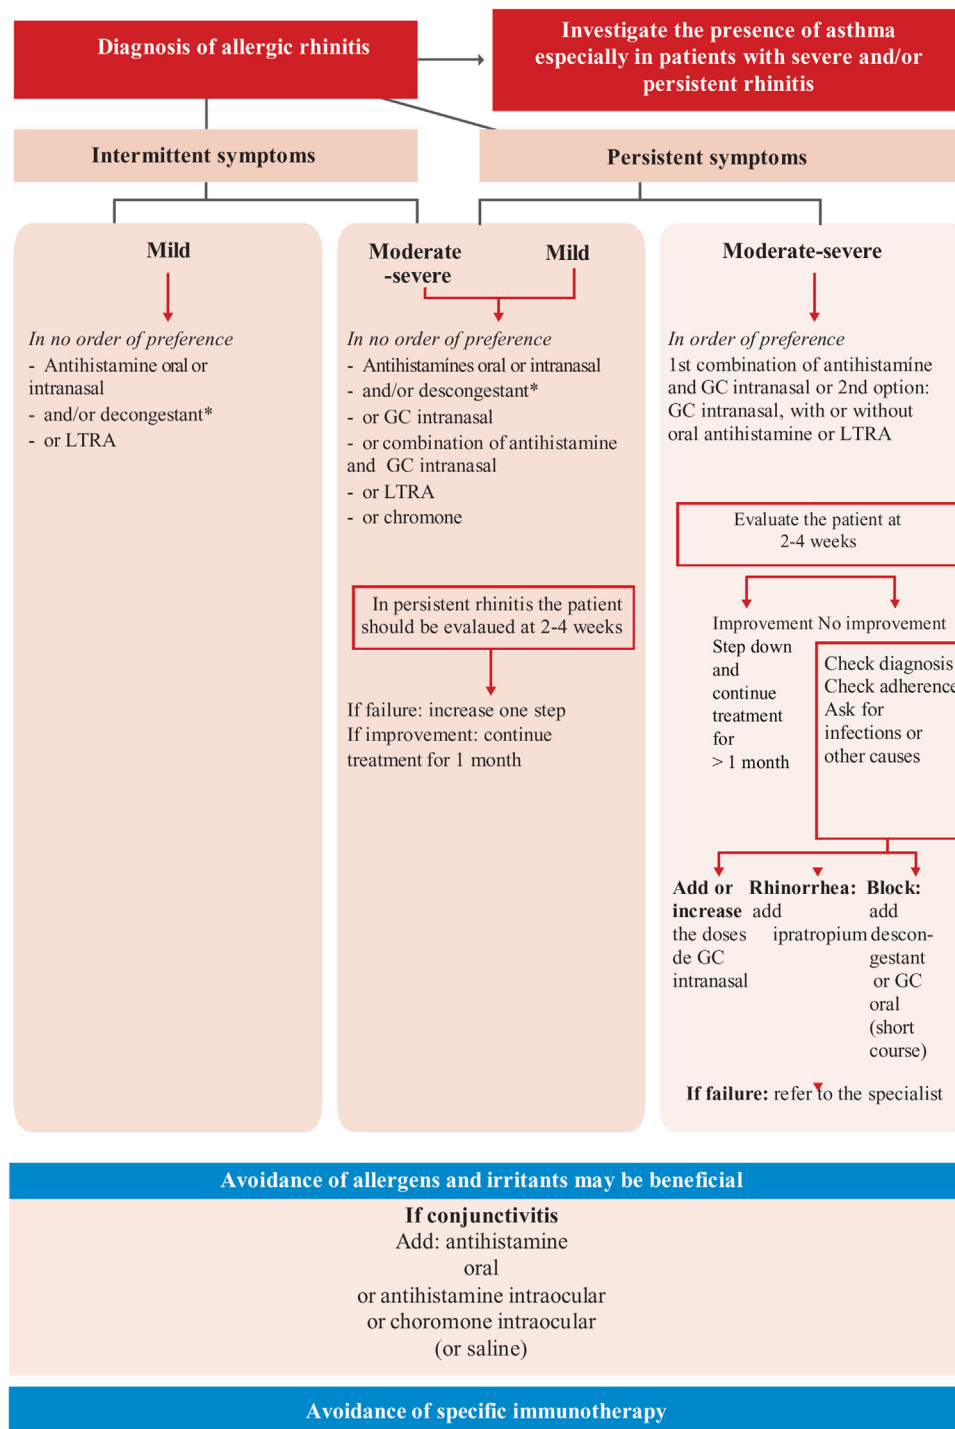 Diagnosis of allergic rhinitis
Investigate the presence of asthma
especially in patients with severe and/or
persistent rhinitis
Intermittent symptoms
Persistent symptoms
Mild
In no order of preference
- Antihistamine oral or
intranasal
- and/or decongestant*
- or LTRA
Moderate
-severe
Mild
In no order of preference
- Antihistamínes oral or intranasal
- and/or descongestant*
- or GC intranasal
- or combination of antihistamine
and GC intranasal
- or LTRA
- or chromone
In persistent rhinitis the patient
should be evalaued at 2-4 weeks
If failure: increase one step
If improvement: continue
treatment for 1 month
Moderate-severe
In order of preference
1st combination of antihistamíne
and GC intranasal or 2nd option:
GC intranasal, with or without
oral antihistamine or LTRA
Evaluate the patient at
2-4 weeks
Improvement
Step down
and
continue
treatment
for
> 1 month
No improvement
Check diagnosis
Check adherence
Ask for
infections or
other causes
Add or
increase
the doses
de GC
intranasal
Rhinorrhea:
add
ipratropium
Block:
add
descon-
gestant
or GC
oral
(short
course)
If failure: refer to the specialist
Avoidance of allergens and irritants may be beneficial
If conjunctivitis
Add: antihistamine
oral
or antihistamine intraocular
or choromone intraocular
(or saline)
Avoidance of specific immunotherapy